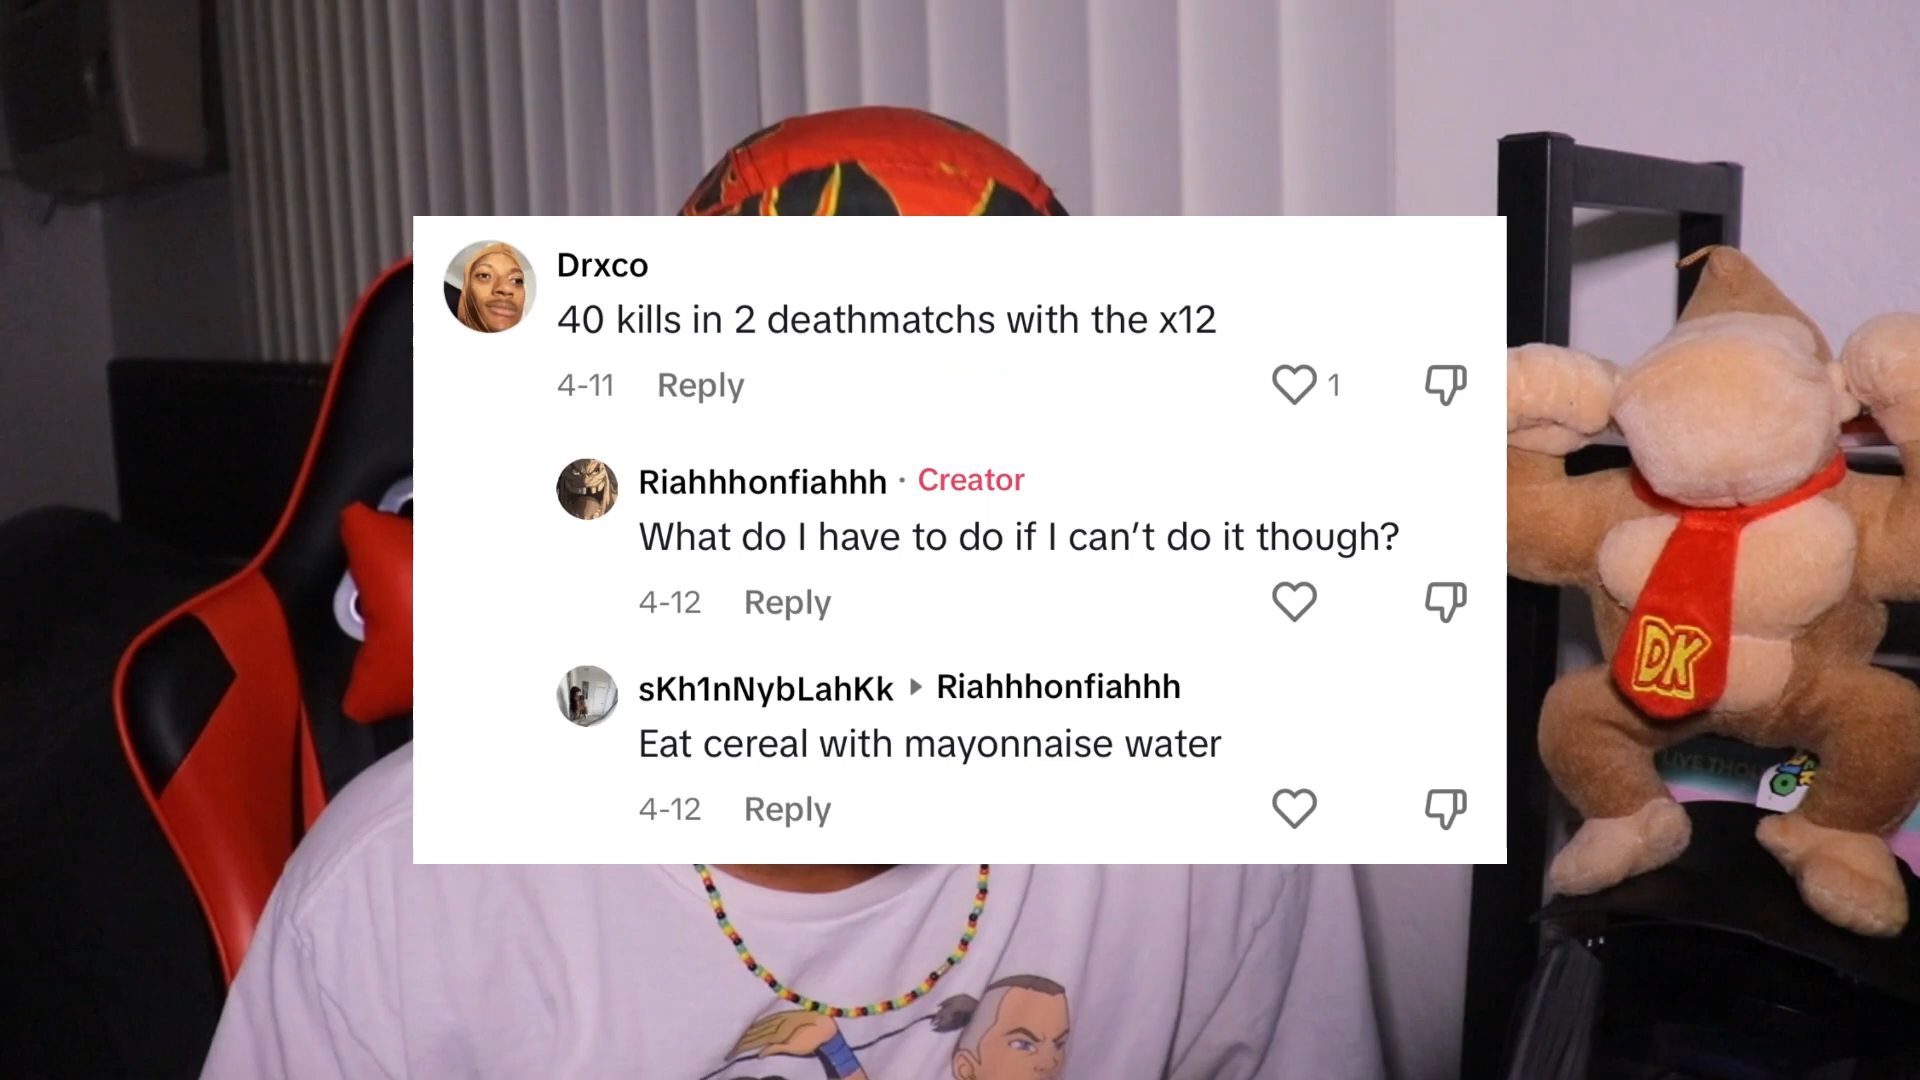 Drxco
40 kills in 2 deathmatchs with the x12
4-11 Reply 1
Riahhhonfiahhh · Creator
What do I have to do if I can’t do it though?
4-12 Reply
sKh1nNybLahKk ▸ Riahhhonfiahhh
Eat cereal with mayonnaise water
4-12 Reply
DK